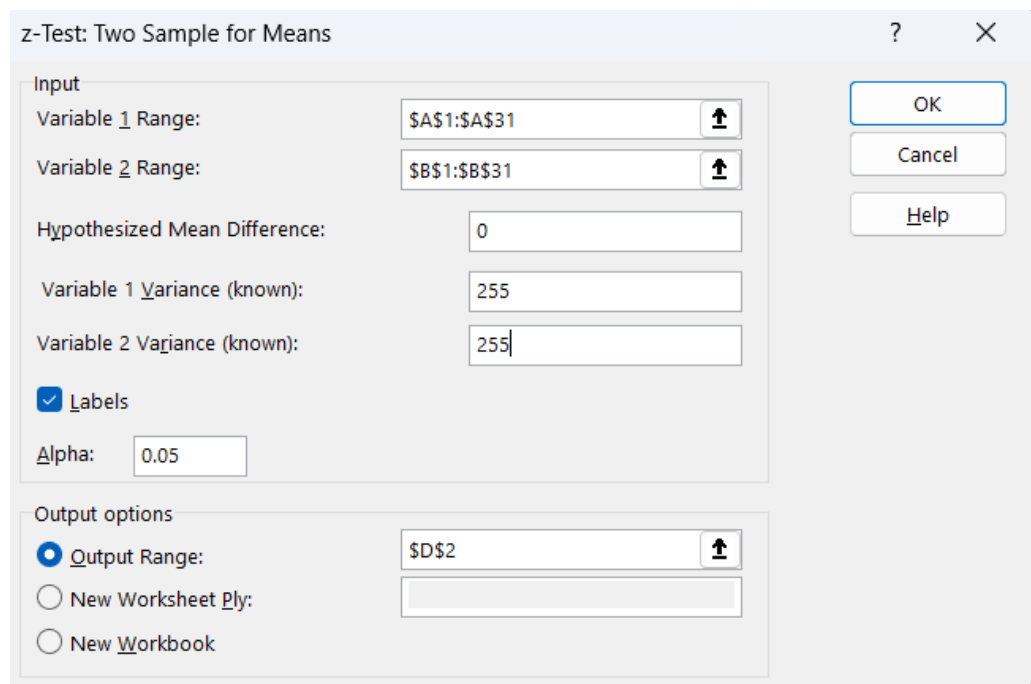 z-Test: Two Sample for Means ?
Input
Variable 1 Range: $A$1:$A$31
OK
Variable 2 Range: $B$1:$B$31
Cancel
Hypothesized Mean Difference: 0
Help
Variable 1 Variance (known): 255
Variable 2 Variance (known): 255
Labels
Alpha: 0.05
Output options
Output Range: $D$2
New Worksheet Ply:
New Workbook